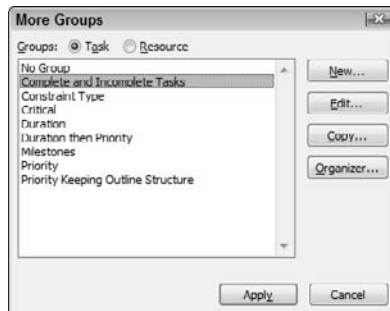 More Groups
Groups: Task Resource
No Group
Complete and Incomplete Tasks
Constraint Type
Critical
Duration
Duration then Priority
Milestones
Priority
Priority Keeping Outline Structure
New...
Edit...
Copy...
Organizer...
Apply Cancel